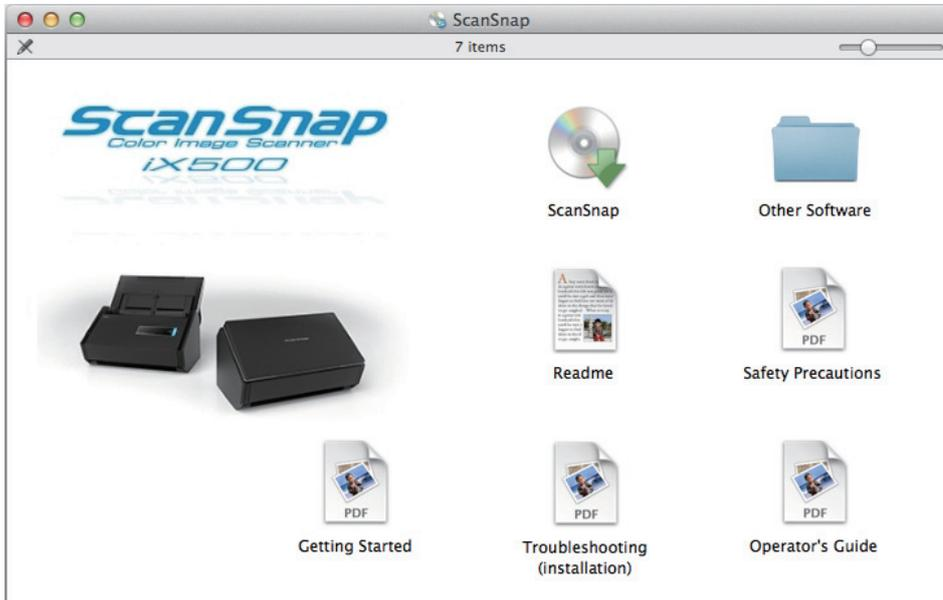 ScanSnap
7 items
ScanSnap
Color Image Scanner
iX500
ScanSnap
Other Software
Readme
PDF
Safety Precautions
PDF
Getting Started
PDF
Troubleshooting
(installation)
PDF
Operator's Guide